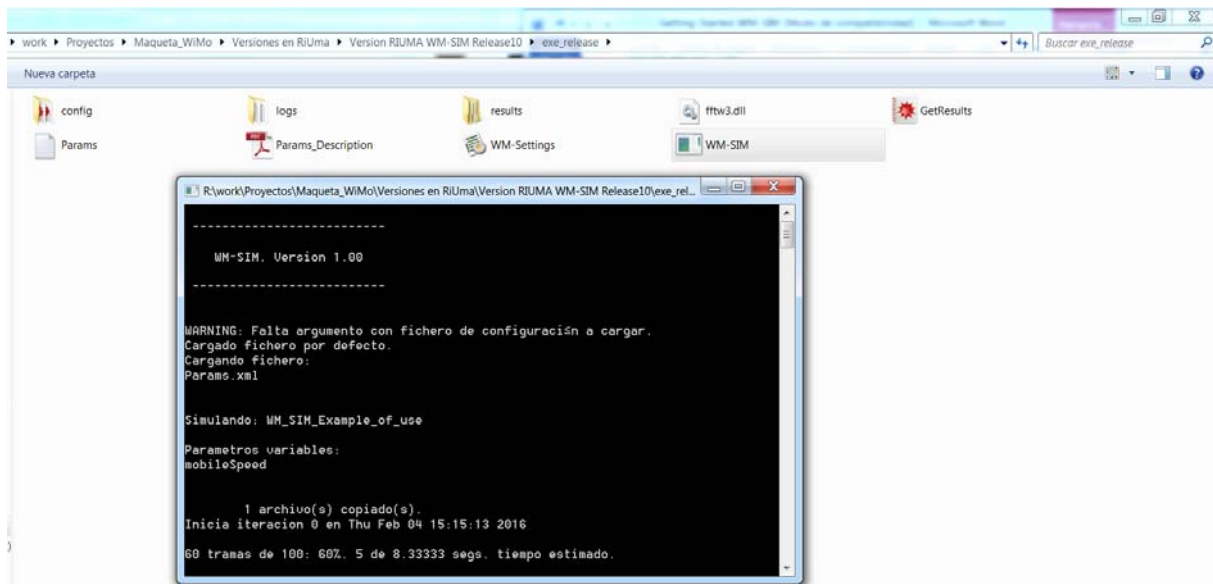 work ▸ Proyectos ▸ Maqueta_WiMo ▸ Versiones en RiUma ▸ Version RIUMA WM-SIM Release10 ▸ exe_release ▸
Buscar exe_release
Nueva carpeta
config
logs
results
fftw3.dll
GetResults
Params
Params_Description
WM-Settings
WM-SIM
R:\work\Proyectos\Maqueta_WiMo\Versiones en RiUma\Version RIUMA WM-SIM Release10\exe_rel...
---------------------------
WM-SIM. Version 1.00
---------------------------
WARNING: Falta argumento con fichero de configuraci≤n a cargar.
Cargado fichero por defecto.
Cargando fichero:
Params.xml
Simulando: WM_SIM_Example_of_use
Parametros variables:
mobileSpeed
1 archivo(s) copiado(s).
Inicia iteracion 0 en Thu Feb 04 15:15:13 2016
60 tramas de 100: 60%. 5 de 8.33333 segs. tiempo estimado.